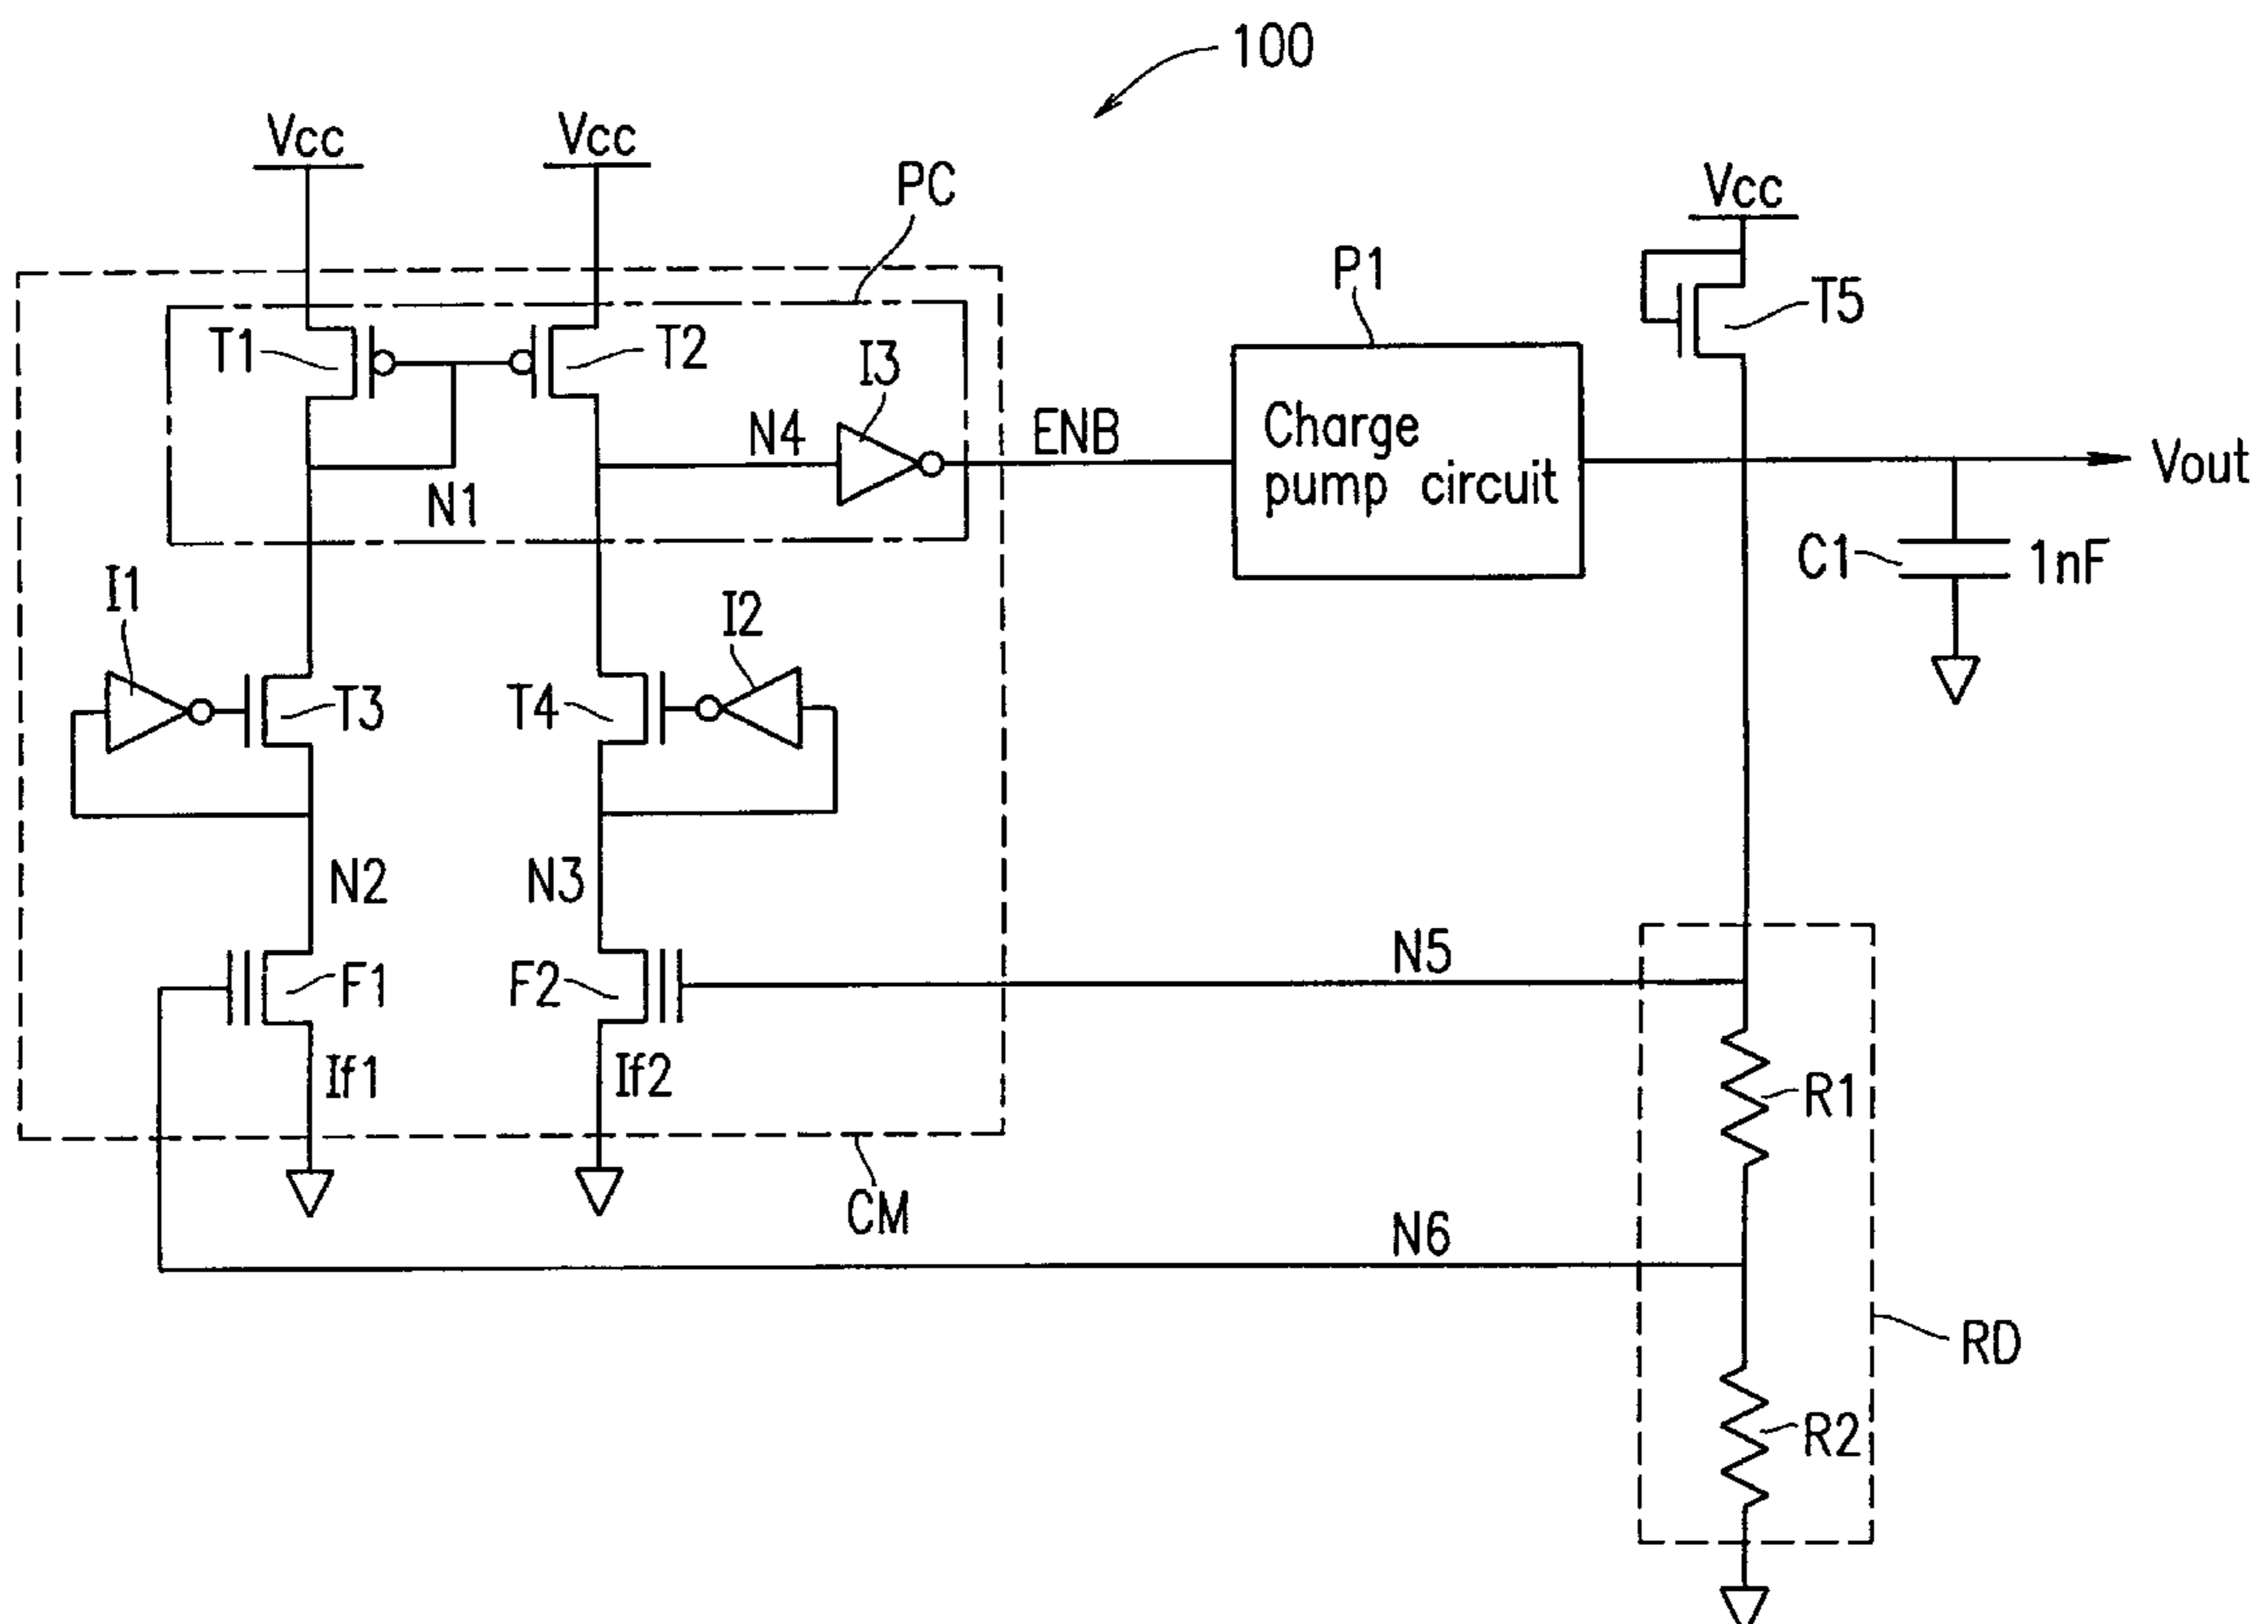 100
Vcc
Vcc
PC
Vcc
P1
T1
T2
I3
T5
N4
ENB
Charge
pump circuit
Vout
N1
C1
1nF
I1
I2
T3
T4
N2
N3
N5
F1
F2
If1
If2
R1
CM
N6
RD
R2